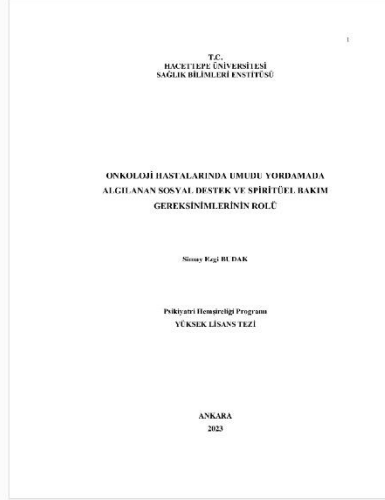 1
T.C.
HACETTEPE ÜNİVERSİTESİ
SAĞLIK BİLİMLERİ ENSTİTÜSÜ
ONKOLOJİ HASTALARINDA UMUDU YORDAMADA
ALGILANAN SOSYAL DESTEK VE SPİRİTÜEL BAKIM
GEREKSİNİMLERİNİN ROLÜ
Ezgi BUDAK
Psikiyatri Hemşireliği Programı
YÜKSEK LİSANS TEZİ
ANKARA
2023